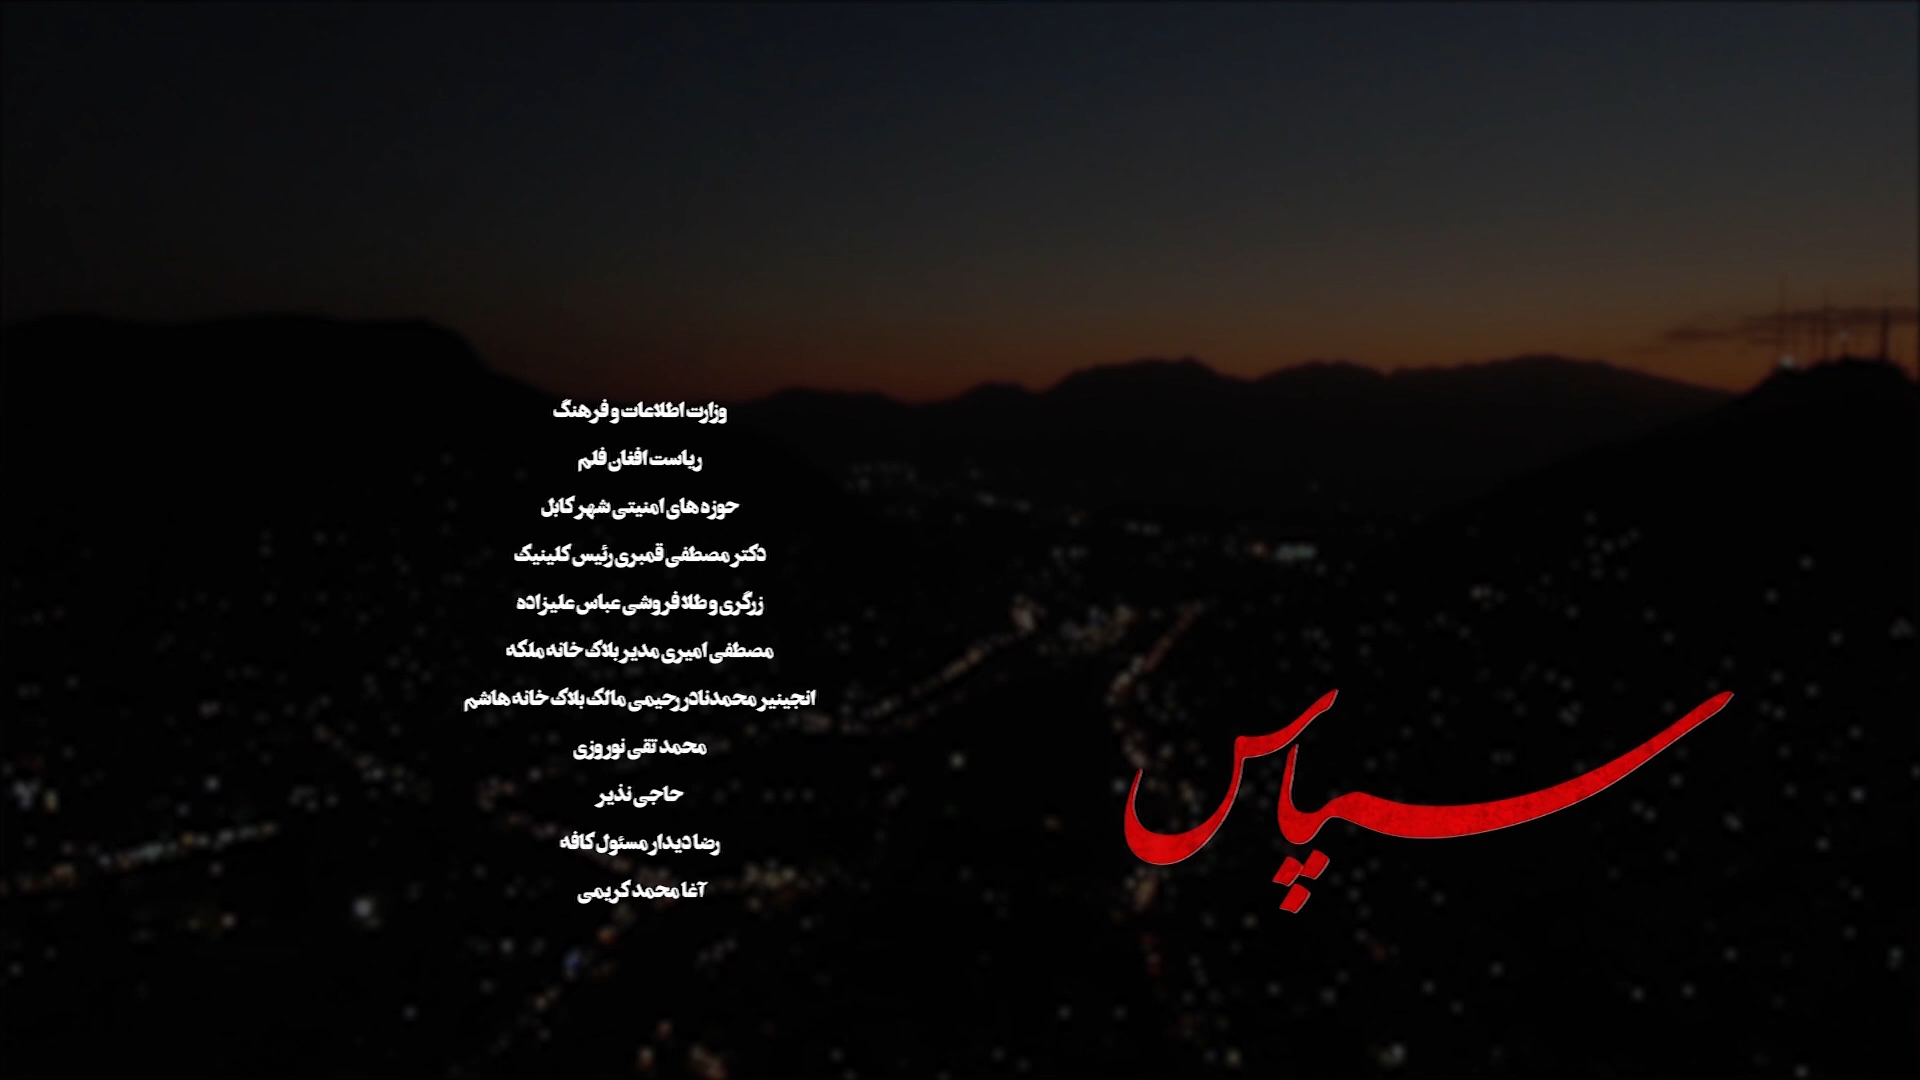 وزارت اطلاعات و فرهنگ
ریاست افغان فلم
حوزه های امنیتی شهر کابل
دکتر مصطفی قمبری رئیس کلینیک
زرگری و طلا فروشی عباس علیزاده
مصطفی امیری مدیر بلاک خانه ملکه
انجینیر محمدنادر رحیمی مالک بلاک خانه هاشم
محمد تقی نوروزی
حاجی نذیر
رضا دیدار مسئول کافه
آغا محمد کریمی
سپاس